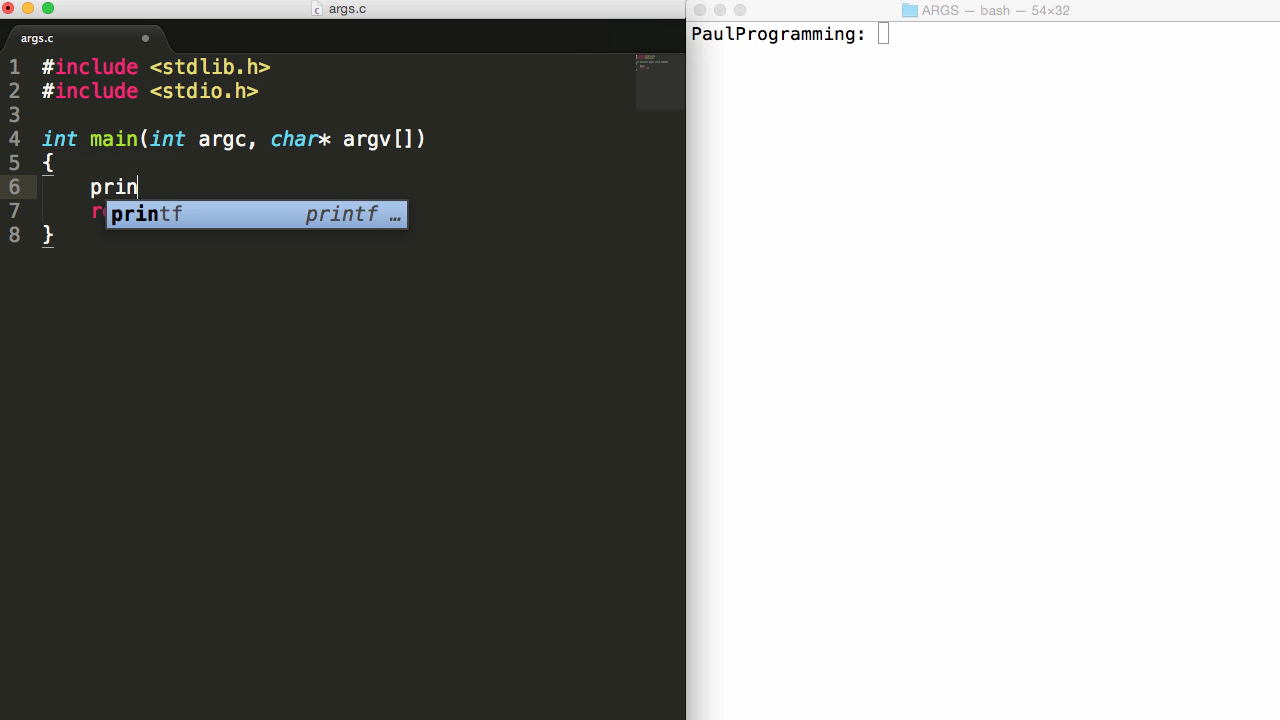 args.c
args.c
1 #include <stdlib.h>
2 #include <stdio.h>
3
4 int main(int argc, char* argv[])
5 {
6 prin
printf printf …
7
8 }
ARGS — bash — 54×32
PaulProgramming: